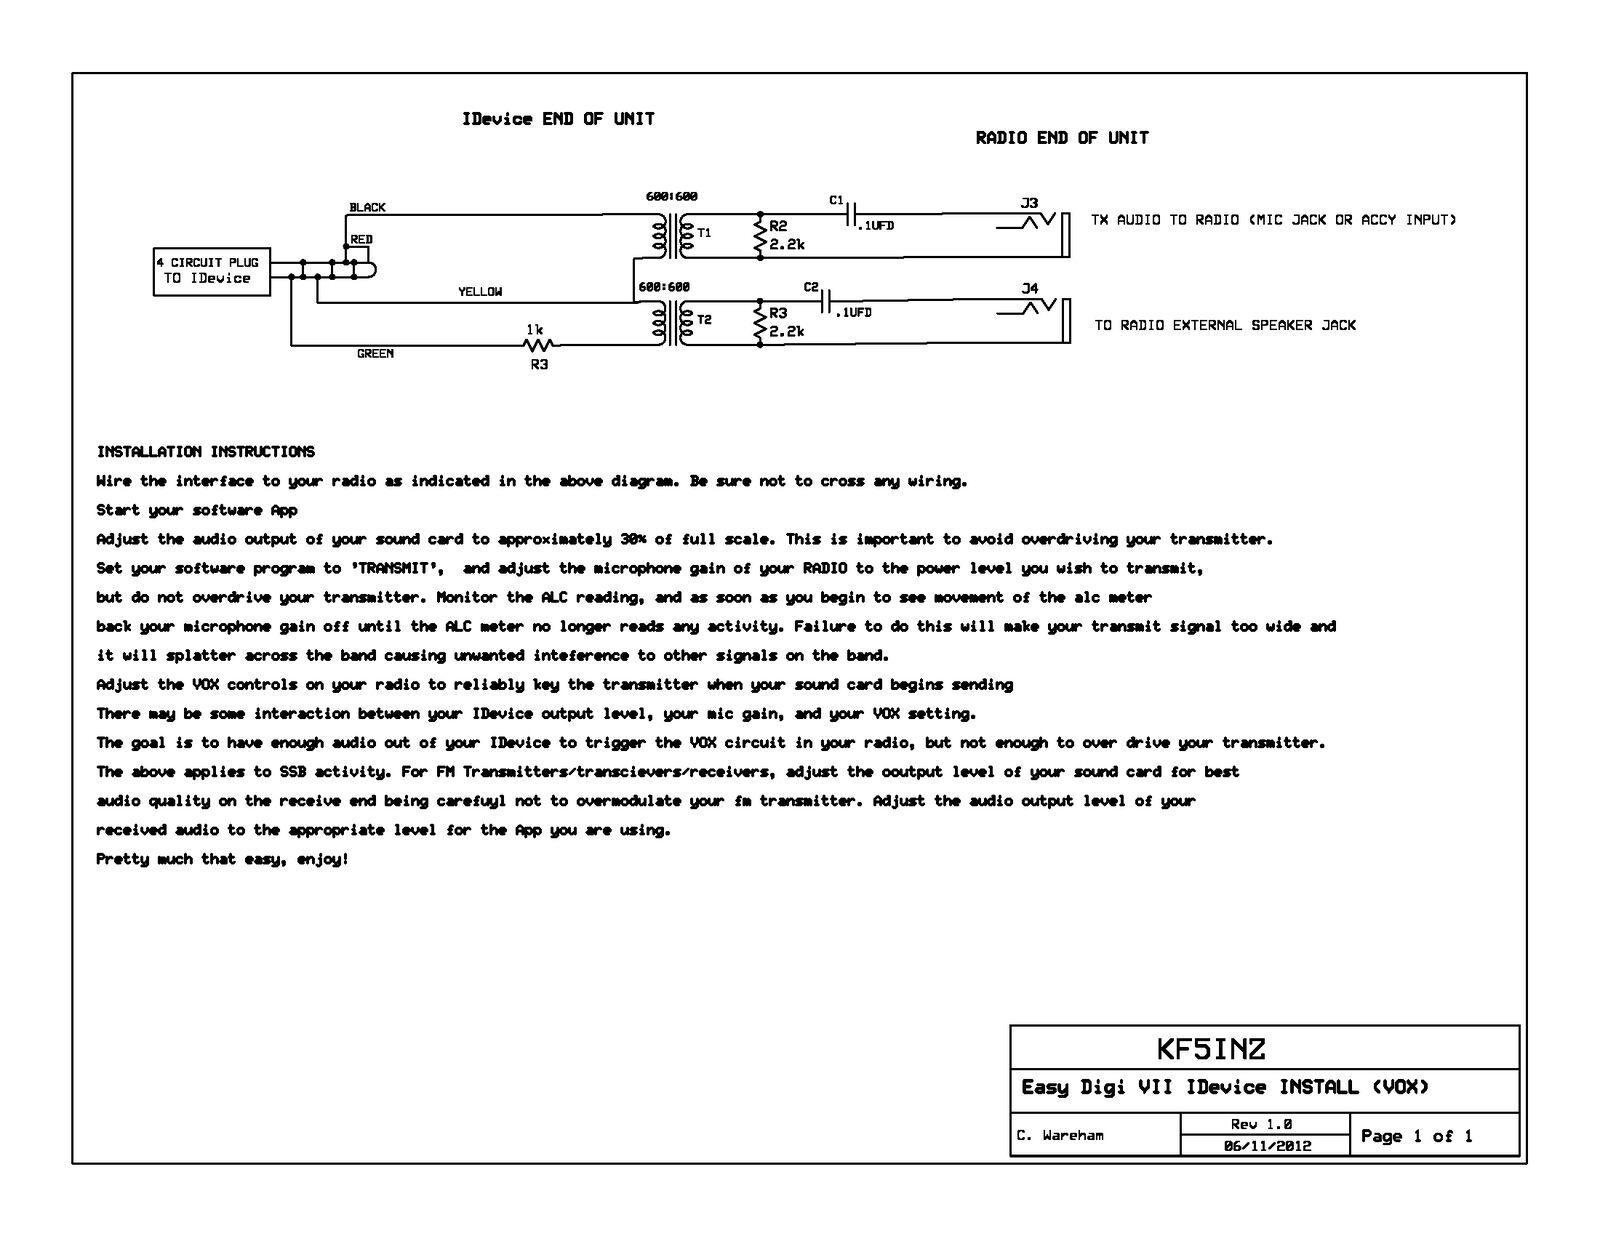 IDevice END OF UNIT
RADIO END OF UNIT
600:600
C1
J3
BLACK
TX AUDIO TO RADIO (MIC JACK OR ACCY INPUT)
.1UFD
R2
T1
RED
2.2k
4 CIRCUIT PLUG
TO IDevice
600:600
C2
J4
YELLOW
.1UFD
R3
T2
TO RADIO EXTERNAL SPEAKER JACK
1k
2.2k
GREEN
R3
INSTALLATION INSTRUCTIONS
Wire the interface to your radio as indicated in the above diagram. Be sure not to cross any wiring.
Start your software App
Adjust the audio output of your sound card to approximately 30% of full scale. This is important to avoid overdriving your transmitter.
Set your software program to 'TRANSMIT',  and adjust the microphone gain of your RADIO to the power level you wish to transmit,
but do not overdrive your transmitter. Monitor the ALC reading, and as soon as you begin to see movement of the alc meter
back your microphone gain off until the ALC meter no longer reads any activity. Failure to do this will make your transmit signal too wide and
it will splatter across the band causing unwanted inteference to other signals on the band.
Adjust the VOX controls on your radio to reliably key the transmitter when your sound card begins sending
There may be some interaction between your IDevice output level, your mic gain, and your VOX setting.
The goal is to have enough audio out of your IDevice to trigger the VOX circuit in your radio, but not enough to over drive your transmitter.
The above applies to SSB activity. For FM Transmitters/transcievers/receivers, adjust the ooutput level of your sound card for best
audio quality on the receive end being carefuyl not to overmodulate your fm transmitter. Adjust the audio output level of your
received audio to the appropriate level for the App you are using.
Pretty much that easy, enjoy!
KF5INZ
Easy Digi VII IDevice INSTALL (VOX)
C. Wareham
Rev 1.0
06/11/2012
Page 1 of 1